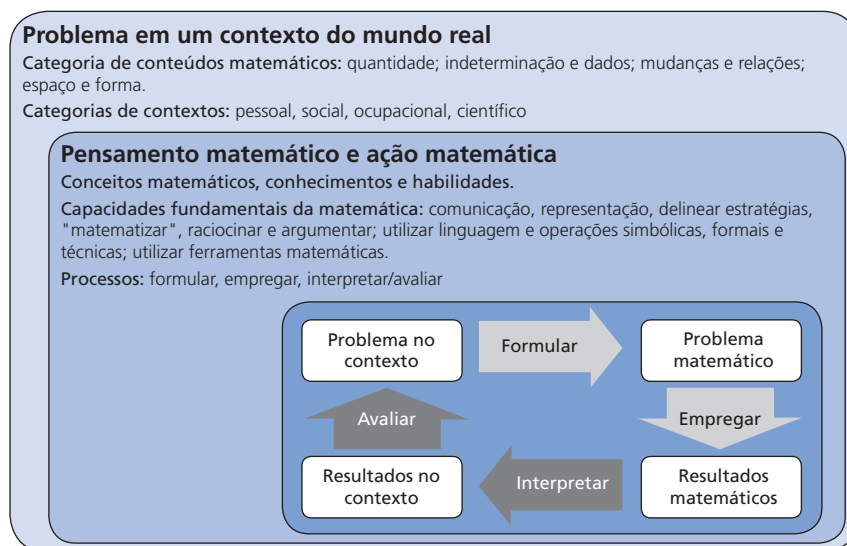 Problema em um contexto do mundo real
Categoria de conteúdos matemáticos: quantidade; indeterminação e dados; mudanças e relações;
espaço e forma.
Categorias de contextos: pessoal, social, ocupacional, científico
Pensamento matemático e ação matemática
Conceitos matemáticos, conhecimentos e habilidades.
Capacidades fundamentais da matemática: comunicação, representação, delinear estratégias,
"matematizar", raciocinar e argumentar; utilizar linguagem e operações simbólicas, formais e
técnicas; utilizar ferramentas matemáticas.
Processos: formular, empregar, interpretar/avaliar
Problema no
contexto
Formular
Problema
matemático
Avaliar
Empregar
Resultados no
contexto
Interpretar
Resultados
matemáticos